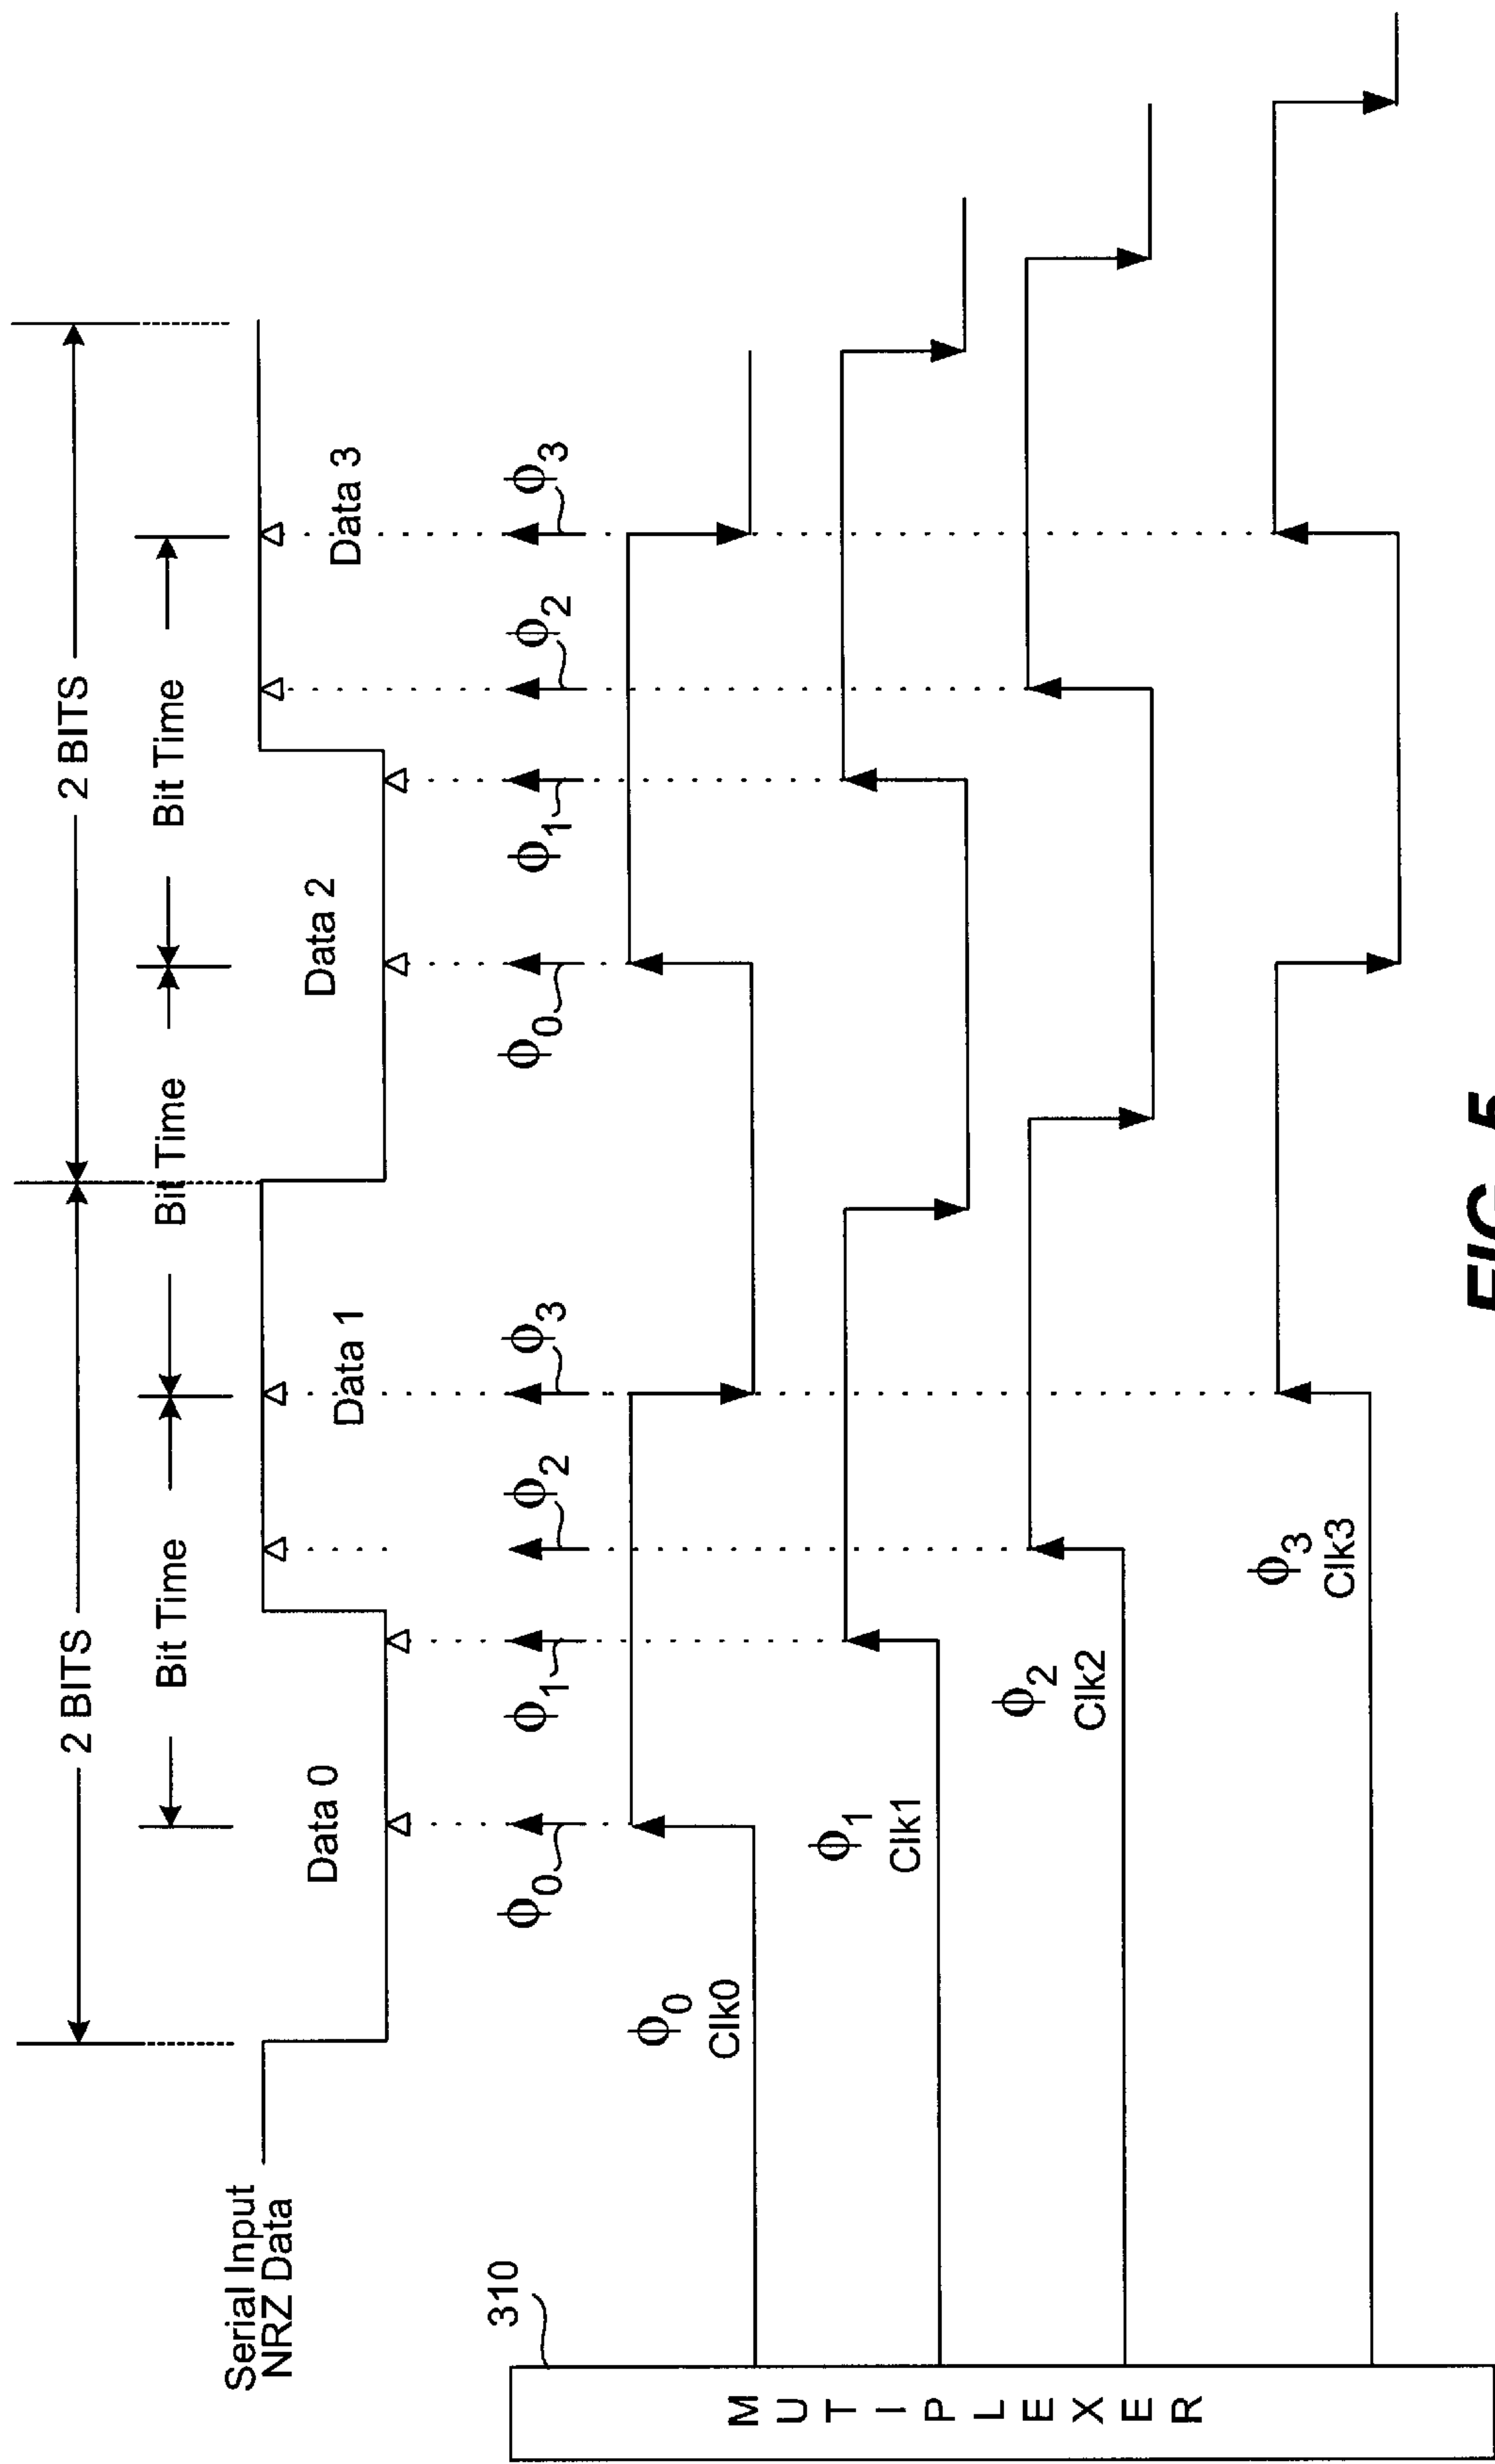 2 BITS
2 BITS
Bit Time
Bit Time
Bit Time
Serial Input
NRZ Data
Data 0
Data 1
Data 2
Data 3
ϕ0
ϕ1
ϕ2
ϕ3
ϕ0
ϕ1
ϕ2
ϕ3
310
ϕ0
Clk0
ϕ1
Clk1
ϕ2
Clk2
ϕ3
Clk3
MUTIPLEXER
FIG. 5